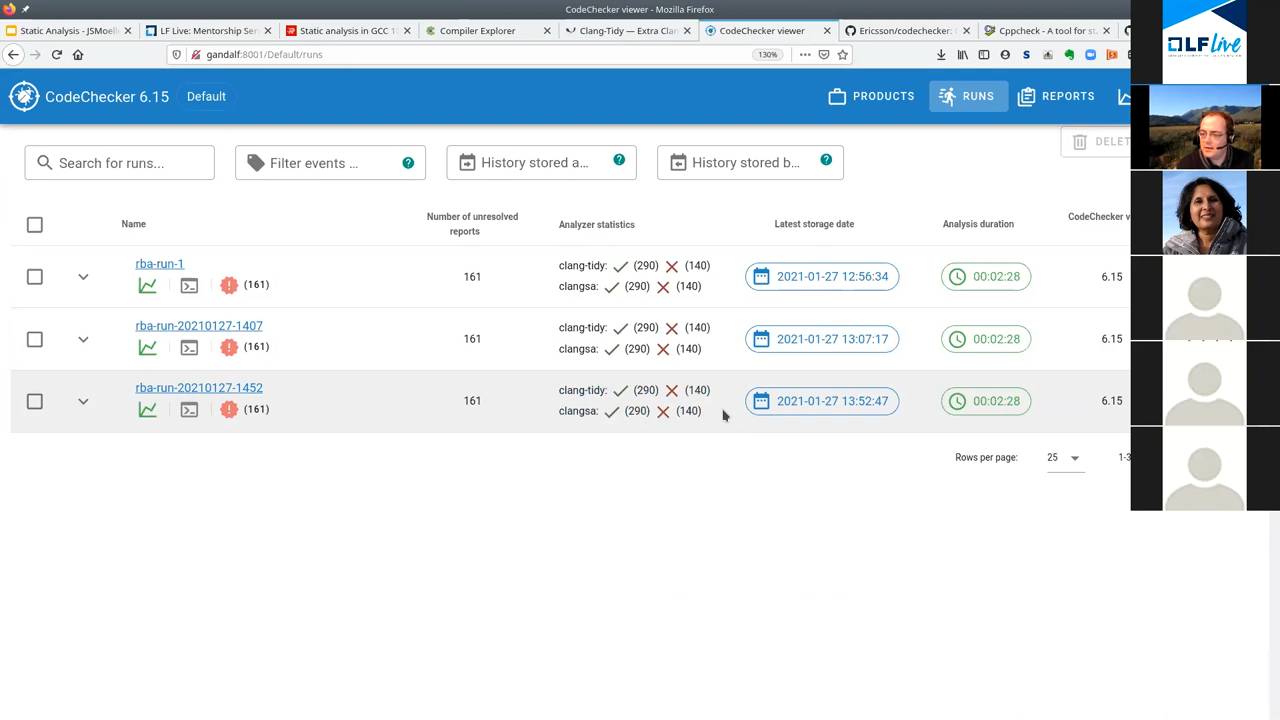 CodeChecker viewer - Mozilla Firefox
Static Analysis - JSMoell
LF Live: Mentorship Ser
Static analysis in GCC 1
Compiler Explorer
Clang-Tidy — Extra Clan
CodeChecker viewer
Ericsson/codechecker:
Cppcheck - A tool for st
gandalf:8001/Default/runs
130%
LF live
CodeChecker 6.15
Default
PRODUCTS
RUNS
REPORTS
DELE
Search for runs...
Filter events ...
History stored a...
History stored b...
Name
Number of unresolved
reports
Analyzer statistics
Latest storage date
Analysis duration
CodeChecker v
rba-run-1
(161)
161
clang-tidy: (290) (140)
clangsa: (290) (140)
2021-01-27 12:56:34
00:02:28
6.15
rba-run-20210127-1407
(161)
161
clang-tidy: (290) (140)
clangsa: (290) (140)
2021-01-27 13:07:17
00:02:28
6.15
rba-run-20210127-1452
(161)
161
clang-tidy: (290) (140)
clangsa: (290) (140)
2021-01-27 13:52:47
00:02:28
6.15
Rows per page:
25
1-3